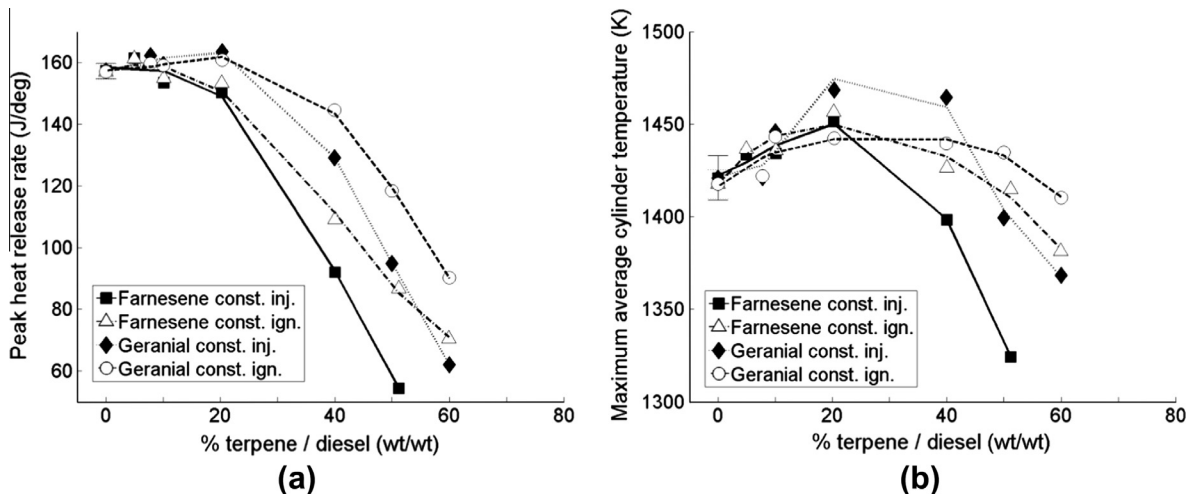 Peak heat release rate (J/deg)
160
140
120
100
80
60
Farnesene const. inj.
Farnesene const. ign.
Geranial const. inj.
Geranial const. ign.
0 20 40 60 80
% terpene / diesel (wt/wt)
(a)
Maximum average cylinder temperature (K)
1500
1450
1400
1350
1300
Farnesene const. inj.
Farnesene const. ign.
Geranial const. inj.
Geranial const. ign.
0 20 40 60 80
% terpene / diesel (wt/wt)
(b)